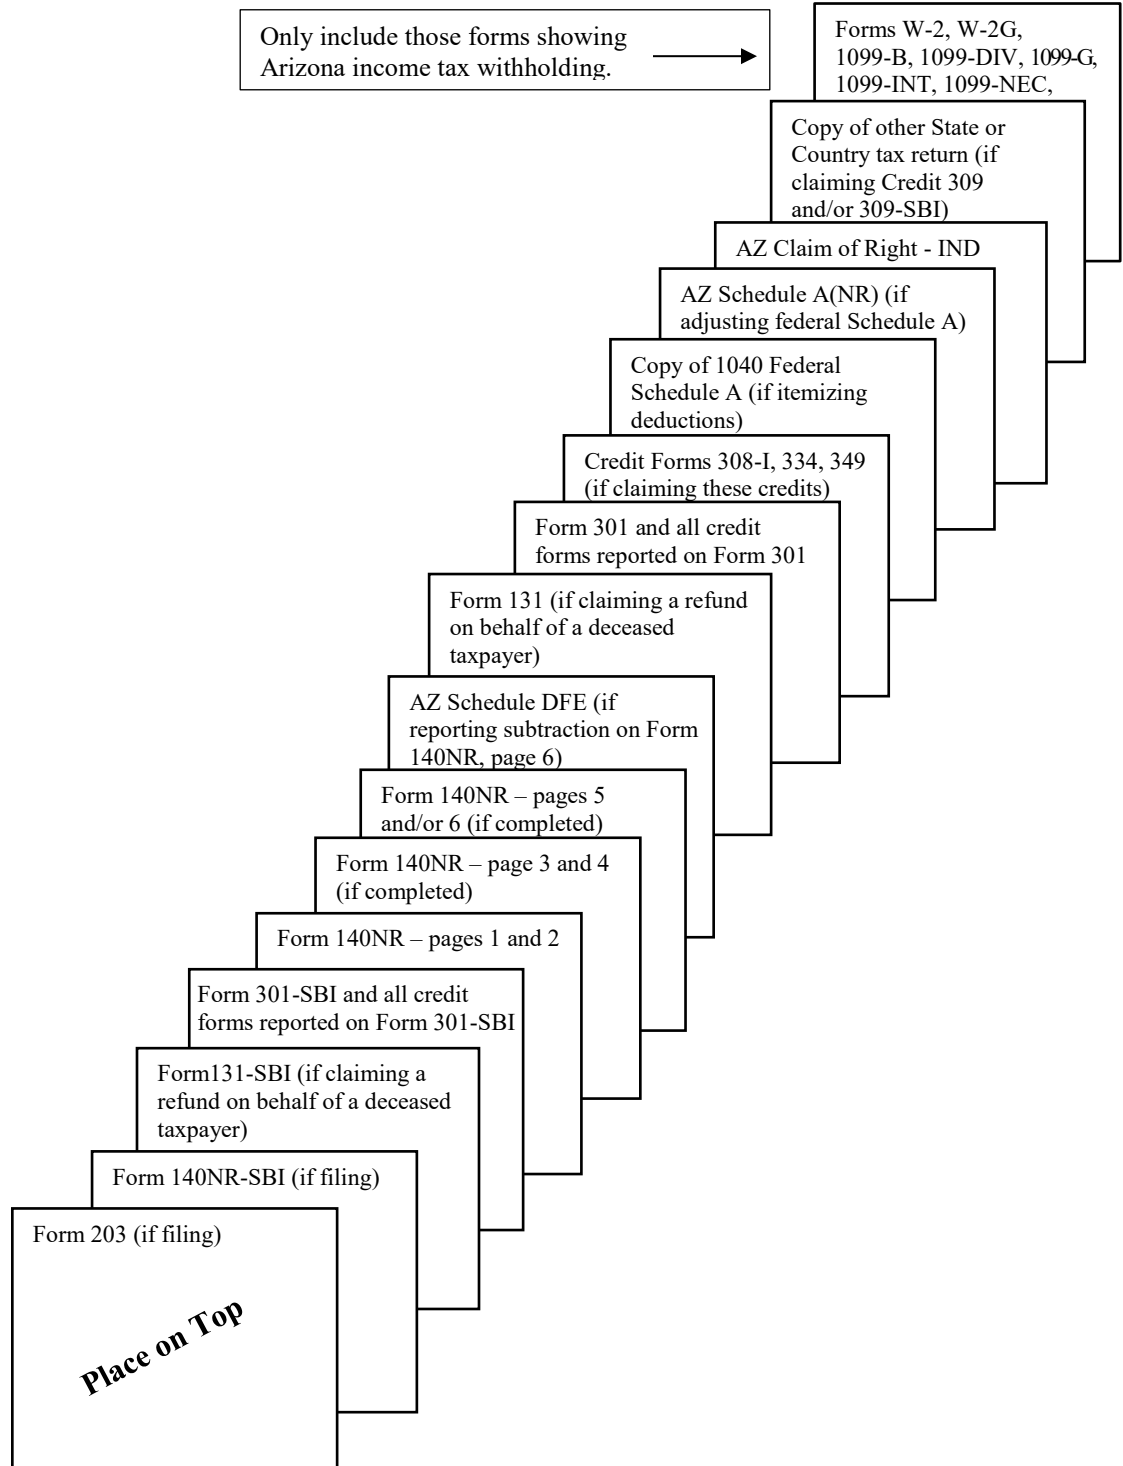 Only include those forms showing
Arizona income tax withholding.
Forms W-2, W-2G,
1099-B, 1099-DIV, 1099-G,
1099-INT, 1099-NEC,
Copy of other State or
Country tax return (if
claiming Credit 309
and/or 309-SBI)
AZ Claim of Right - IND
AZ Schedule A(NR) (if
adjusting federal Schedule A)
Copy of 1040 Federal
Schedule A (if itemizing
deductions)
Credit Forms 308-I, 334, 349
(if claiming these credits)
Form 301 and all credit
forms reported on Form 301
Form 131 (if claiming a refund
on behalf of a deceased
taxpayer)
AZ Schedule DFE (if
reporting subtraction on Form
140NR, page 6)
Form 140NR – pages 5
and/or 6 (if completed)
Form 140NR – page 3 and 4
(if completed)
Form 140NR – pages 1 and 2
Form 301-SBI and all credit
forms reported on Form 301-SBI
Form131-SBI (if claiming a
refund on behalf of a deceased
taxpayer)
Form 140NR-SBI (if filing)
Form 203 (if filing)
Place on Top